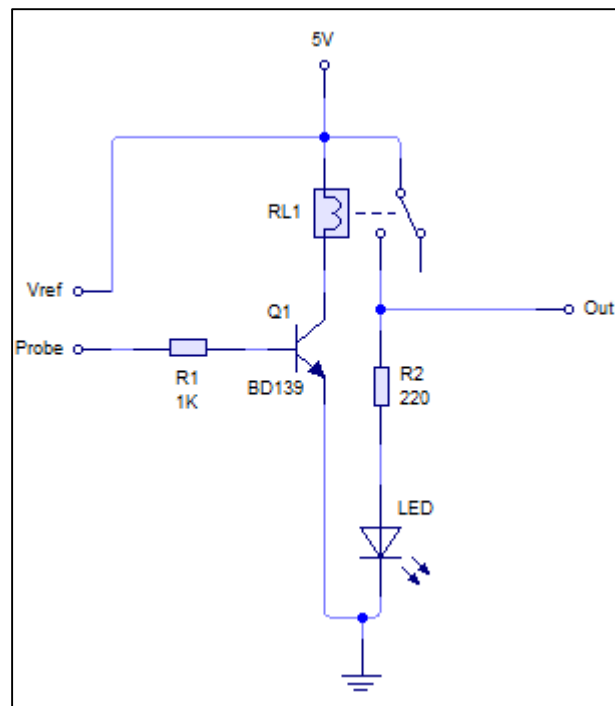 5V
RL1
Vref
Q1
Out
Probe
R1
1K
BD139
R2
220
LED